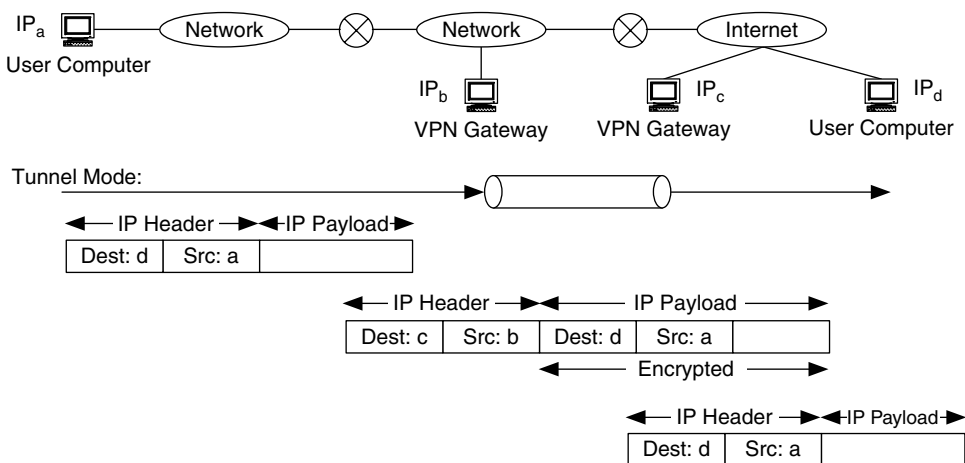 IPa
Network
Network
Internet
User Computer
IPb
IPc
IPd
VPN Gateway
VPN Gateway
User Computer
Tunnel Mode:
IP Header
IP Payload
Dest: d
Src: a
IP Header
IP Payload
Dest: c
Src: b
Dest: d
Src: a
Encrypted
IP Header
IP Payload
Dest: d
Src: a